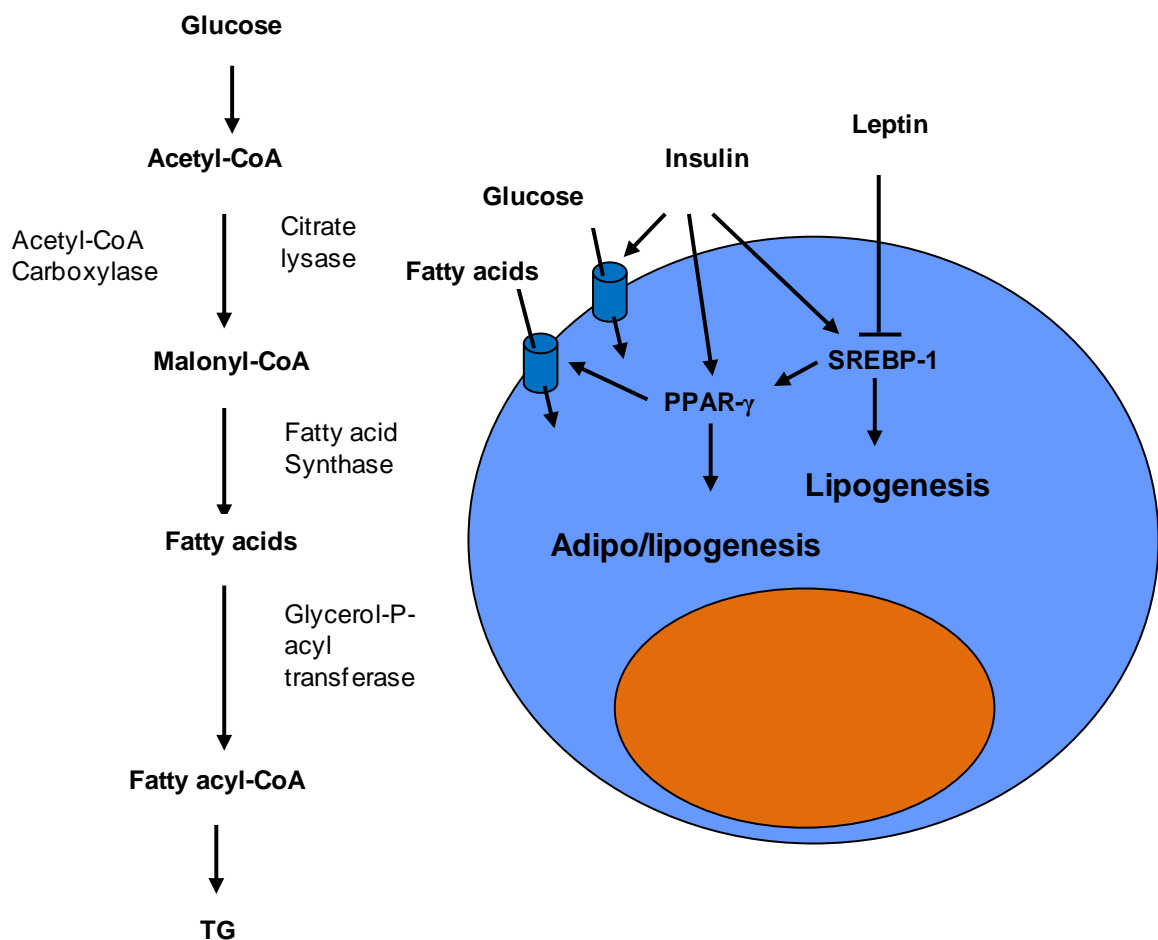 Glucose
Acetyl-CoA
Acetyl-CoA
Carboxylase
Citrate
lysase
Malonyl-CoA
Fatty acid
Synthase
Fatty acids
Glycerol-P-
acyl
transferase
Fatty acyl-CoA
TG
Leptin
Insulin
Glucose
Fatty acids
SREBP-1
PPAR-γ
Lipogenesis
Adipo/lipogenesis